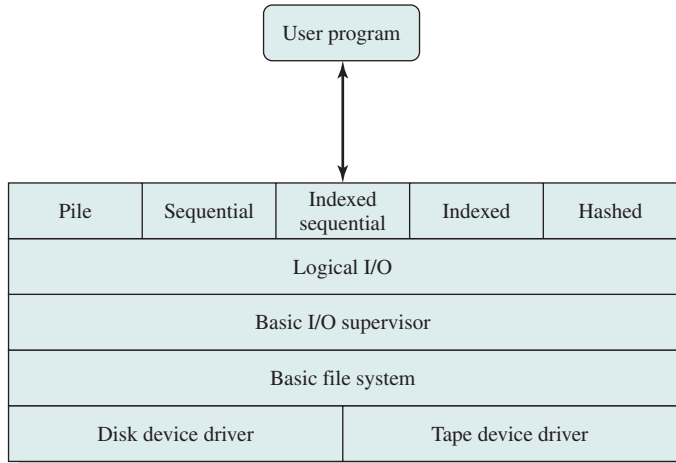 User program
Pile
Sequential
Indexed
sequential
Indexed
Hashed
Logical I/O
Basic I/O supervisor
Basic file system
Disk device driver
Tape device driver